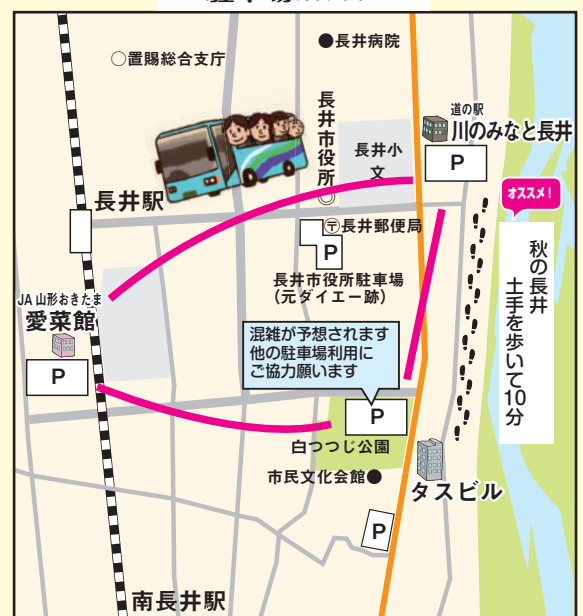 ○置賜総合支庁
●長井病院
長井市役所◎
長井小
文
道の駅
川のみなと長井
P
オススメ!
秋の長井
土手を歩いて10分
長井駅
〒長井郵便局
P
長井市役所駐車場
(元ダイエー跡)
JA山形おきたま
愛菜館
P
混雑が予想されます
他の駐車場利用に
ご協力願います
P
白つつじ公園
市民文化会館●
タスビル
P
南長井駅